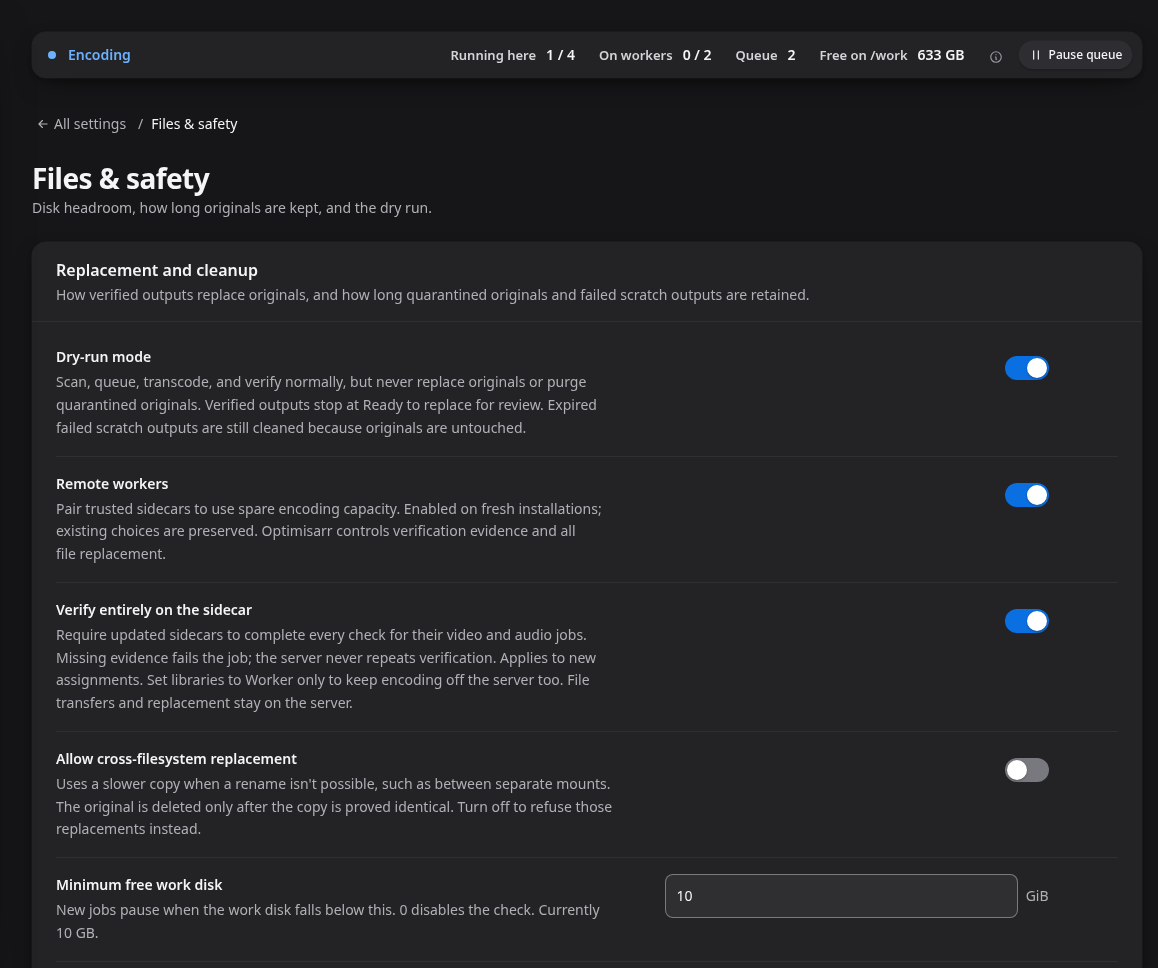 Encoding Running here 1 / 4 On workers 0 / 2 Queue 2 Free on /work 633 GB Pause queue
← All settings / Files & safety
Files & safety
Disk headroom, how long originals are kept, and the dry run.
Replacement and cleanup
How verified outputs replace originals, and how long quarantined originals and failed scratch outputs are retained.
Dry-run mode
Scan, queue, transcode, and verify normally, but never replace originals or purge
quarantined originals. Verified outputs stop at Ready to replace for review. Expired
failed scratch outputs are still cleaned because originals are untouched.
Remote workers
Pair trusted sidecars to use spare encoding capacity. Enabled on fresh installations;
existing choices are preserved. Optimisarr controls verification evidence and all
file replacement.
Verify entirely on the sidecar
Require updated sidecars to complete every check for their video and audio jobs.
Missing evidence fails the job; the server never repeats verification. Applies to new
assignments. Set libraries to Worker only to keep encoding off the server too. File
transfers and replacement stay on the server.
Allow cross-filesystem replacement
Uses a slower copy when a rename isn't possible, such as between separate mounts.
The original is deleted only after the copy is proved identical. Turn off to refuse those
replacements instead.
Minimum free work disk
10 GiB
New jobs pause when the work disk falls below this. 0 disables the check. Currently
10 GB.